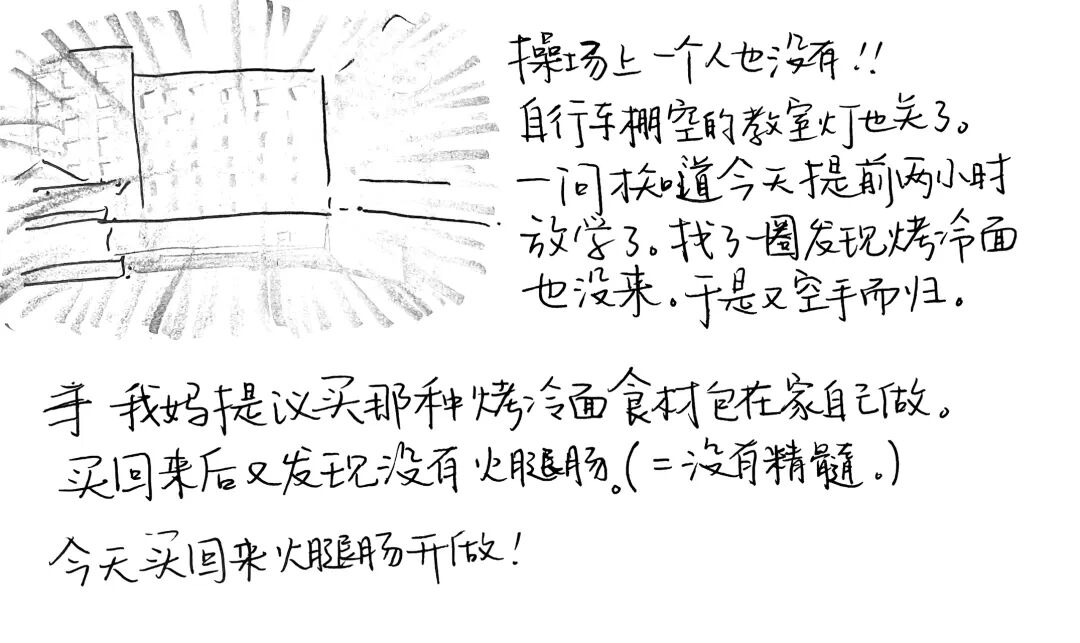 操场上一个人也没有!!
自行车棚空的教室灯也关了。
一问才知道今天提前两小时
放学了。找了一圈发现烤冷面
也没来。于是又空手而归。
我妈提议买那种烤冷面食材包在家自己做。
买回来后又发现没有火腿肠。(=没有精髓。)
今天买回来火腿肠开做!